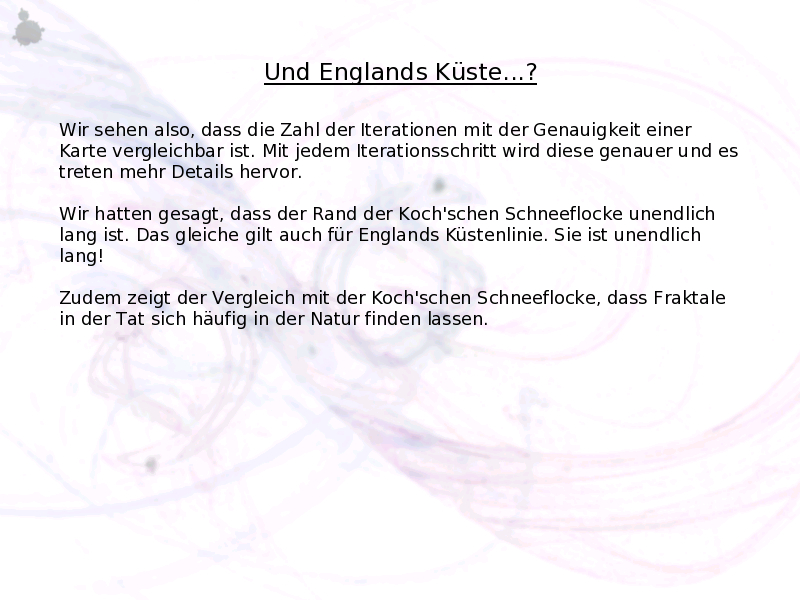 Und Englands Küste...?
Wir sehen also, dass die Zahl der Iterationen mit der Genauigkeit einer
Karte vergleichbar ist. Mit jedem Iterationsschritt wird diese genauer und es
treten mehr Details hervor.
Wir hatten gesagt, dass der Rand der Koch'schen Schneeflocke unendlich
lang ist. Das gleiche gilt auch für Englands Küstenlinie. Sie ist unendlich
lang!
Zudem zeigt der Vergleich mit der Koch'schen Schneeflocke, dass Fraktale
in der Tat sich häufig in der Natur finden lassen.